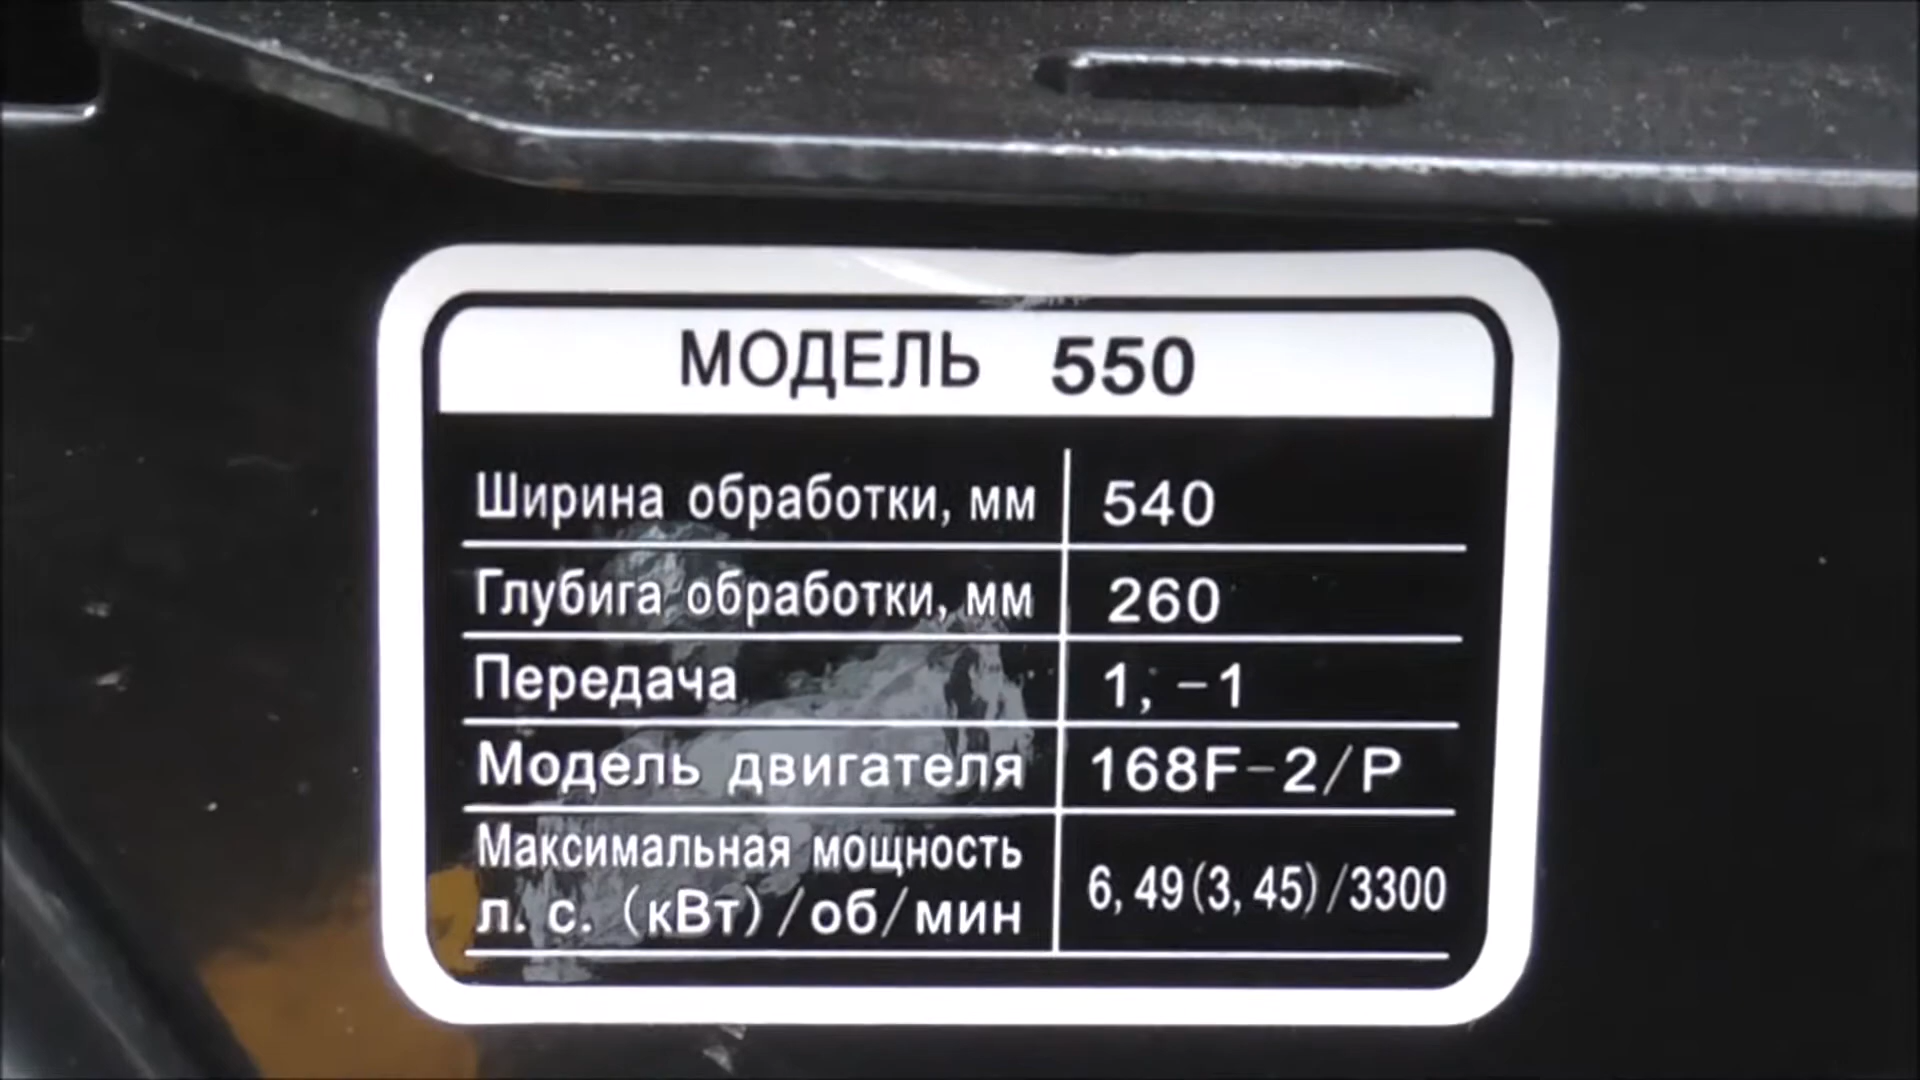 МОДЕЛЬ 550
Ширина обработки, мм 540
Глубига обработки, мм 260
Передача 1, -1
Модель двигателя 168F-2/P
Максимальная мощность
л. с. (кВт)/об/мин 6, 49(3, 45)/3300